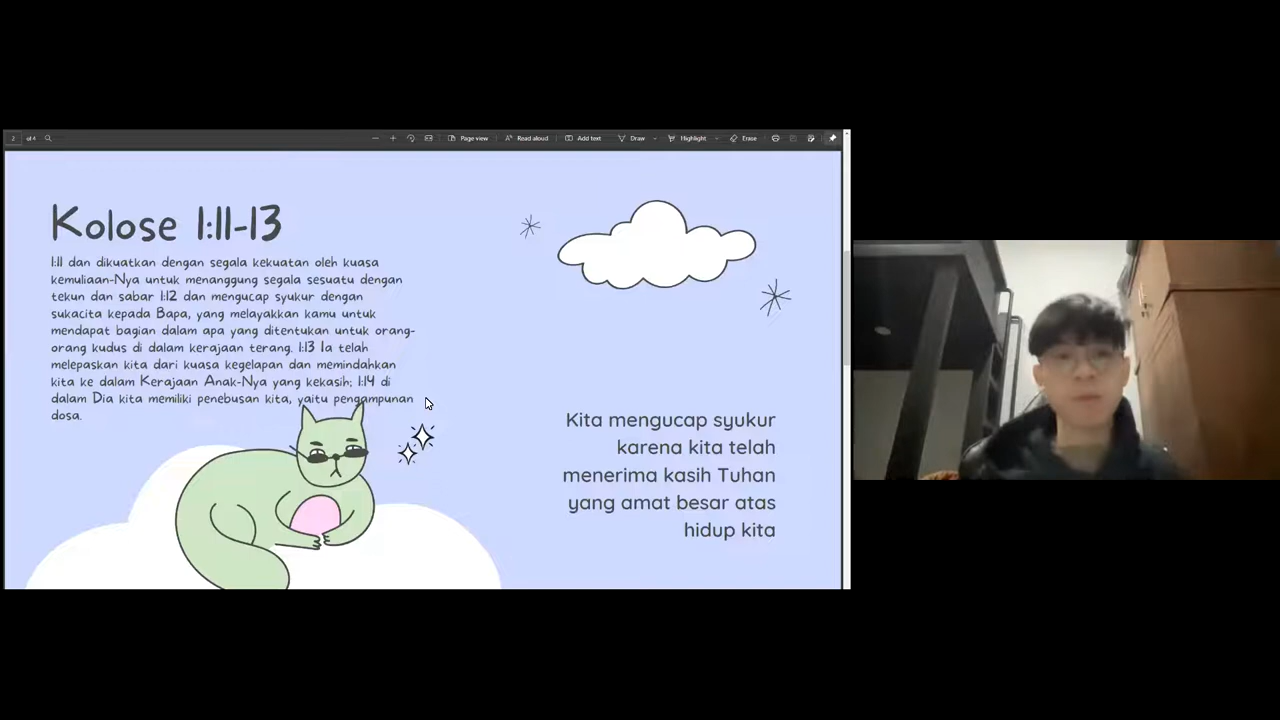 2 of 4 Page view Read aloud Add text Draw Highlight Erase
Kolose 1:11-13
1:11 dan dikuatkan dengan segala kekuatan oleh kuasa
kemuliaan-Nya untuk menanggung segala sesuatu dengan
tekun dan sabar 1:12 dan mengucap syukur dengan
sukacita kepada Bapa, yang melayakkan kamu untuk
mendapat bagian dalam apa yang ditentukan untuk orang-
orang kudus di dalam kerajaan terang. 1:13 Ia telah
melepaskan kita dari kuasa kegelapan dan memindahkan
kita ke dalam Kerajaan Anak-Nya yang kekasih; 1:14 di
dalam Dia kita memiliki penebusan kita, yaitu pengampunan
dosa.
Kita mengucap syukur
karena kita telah
menerima kasih Tuhan
yang amat besar atas
hidup kita